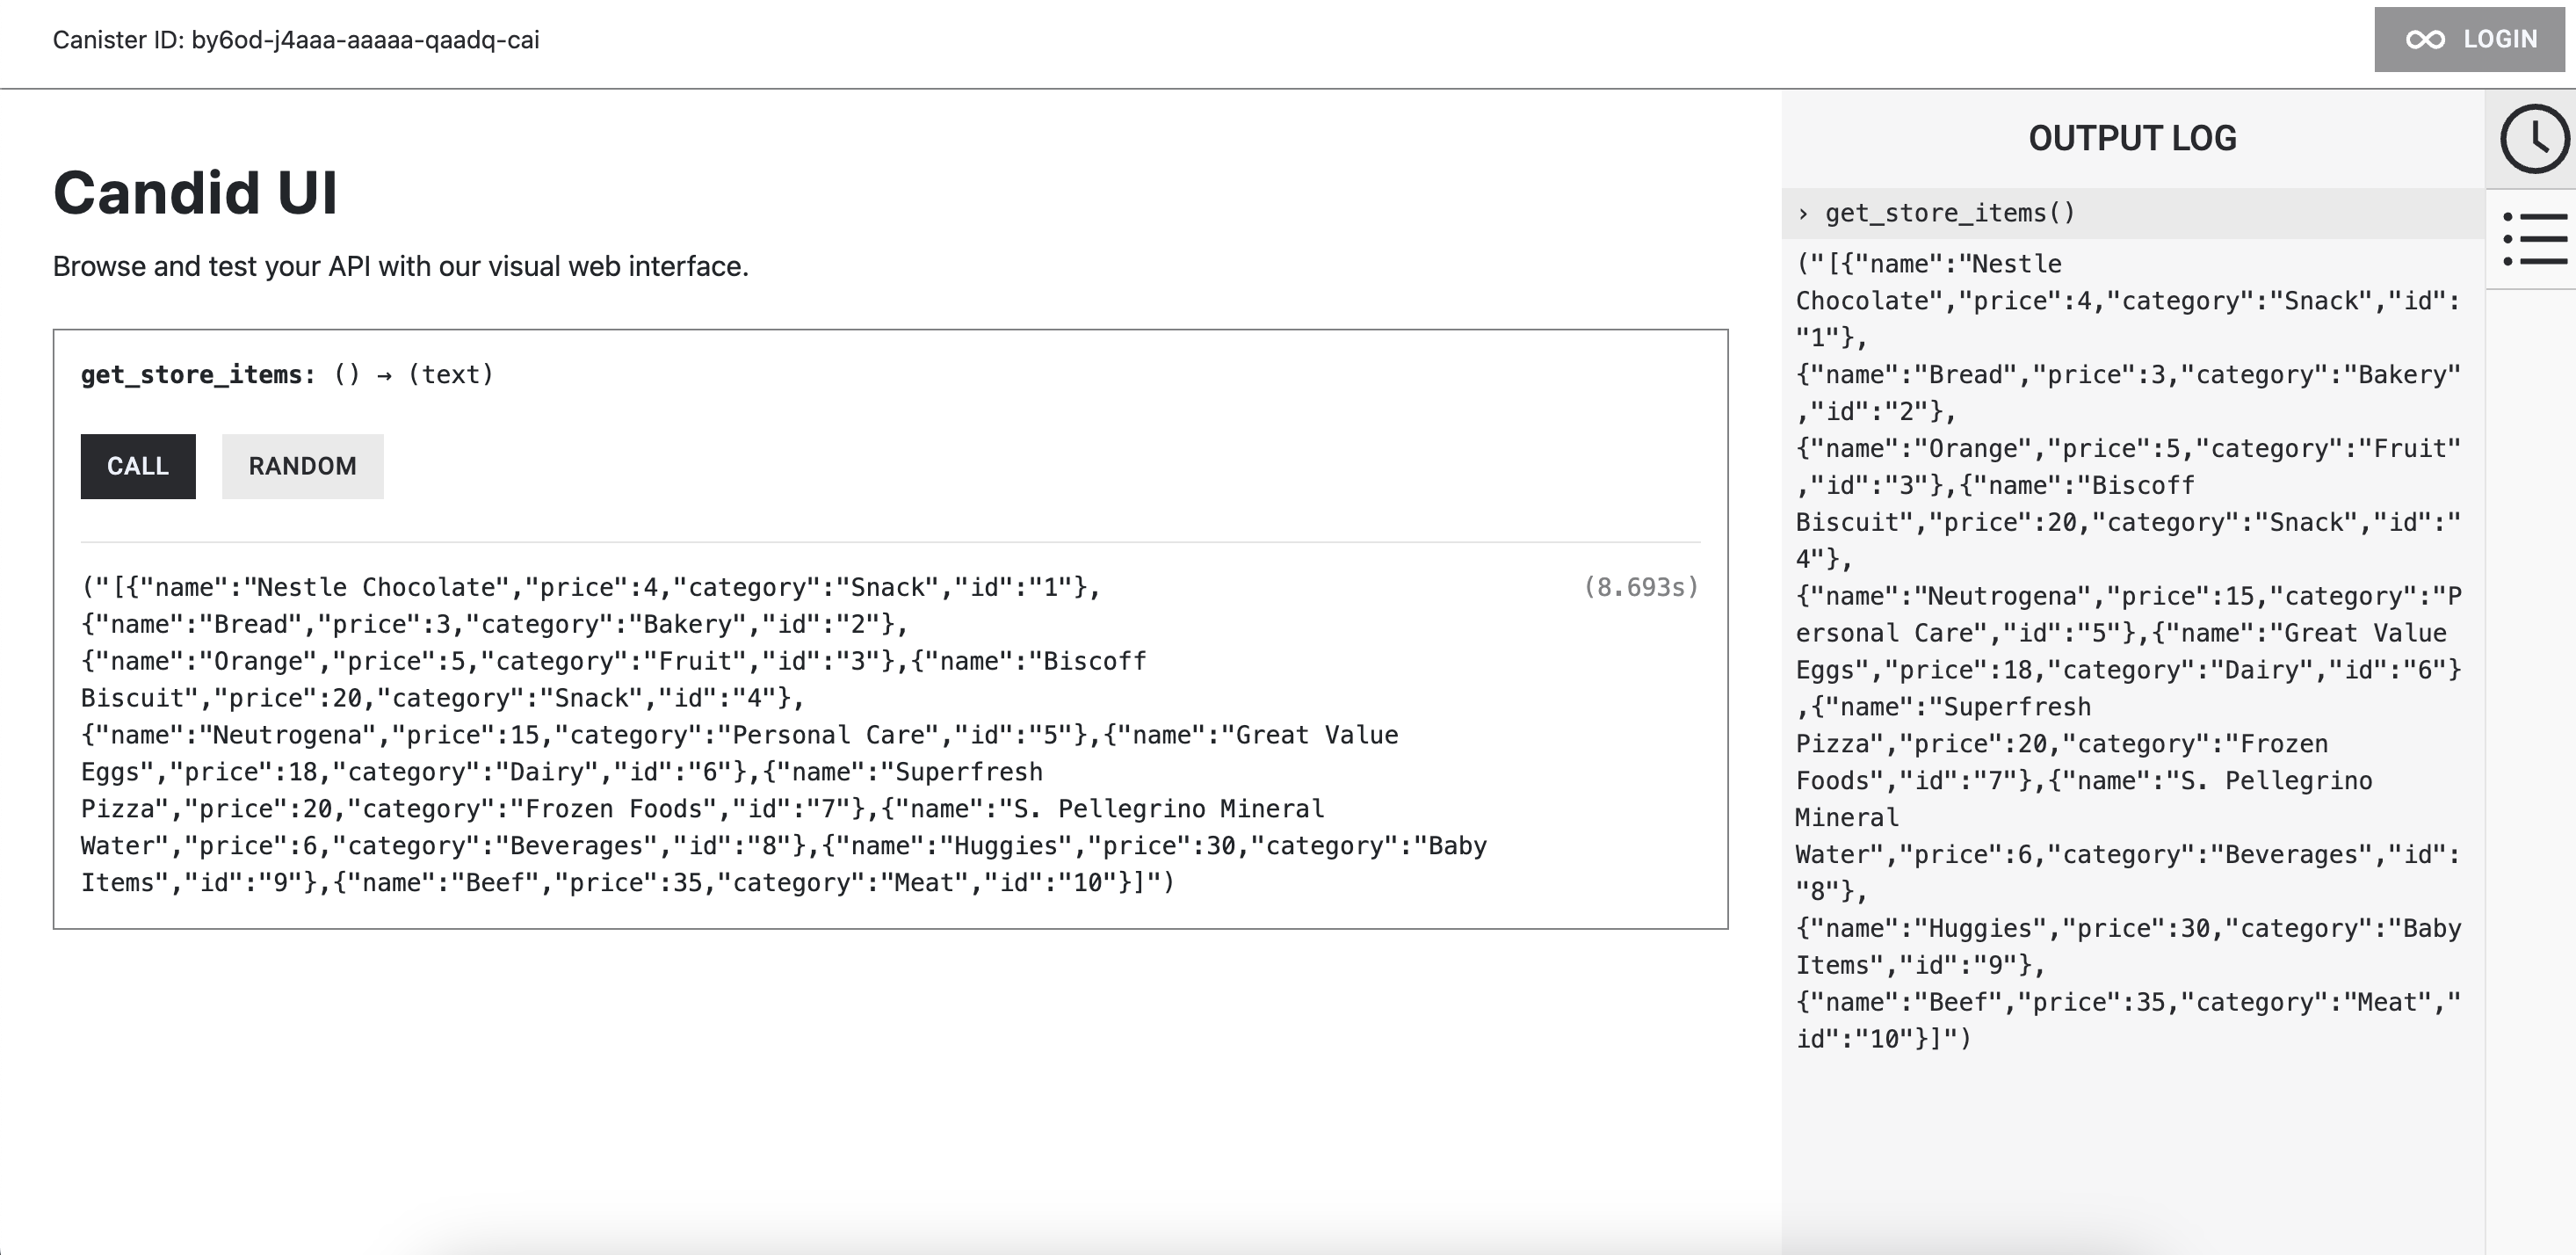 Canister ID: by6od-j4aaa-aaaaa-qaadq-cai
LOGIN
Candid UI
Browse and test your API with our visual web interface.
get_store_items: () → (text)
CALL
RANDOM
("[{"name":"Nestle Chocolate","price":4,"category":"Snack","id":"1"},
(8.693s)
{"name":"Bread","price":3,"category":"Bakery","id":"2"},
{"name":"Orange","price":5,"category":"Fruit","id":"3"},{"name":"Biscoff
Biscuit","price":20,"category":"Snack","id":"4"},
{"name":"Neutrogena","price":15,"category":"Personal Care","id":"5"},{"name":"Great Value
Eggs","price":18,"category":"Dairy","id":"6"},{"name":"Superfresh
Pizza","price":20,"category":"Frozen Foods","id":"7"},{"name":"S. Pellegrino Mineral
Water","price":6,"category":"Beverages","id":"8"},{"name":"Huggies","price":30,"category":"Baby
Items","id":"9"},{"name":"Beef","price":35,"category":"Meat","id":"10"}]")
OUTPUT LOG
› get_store_items()
("[{"name":"Nestle
Chocolate","price":4,"category":"Snack","id":
"1"},
{"name":"Bread","price":3,"category":"Bakery"
,"id":"2"},
{"name":"Orange","price":5,"category":"Fruit"
,"id":"3"},{"name":"Biscoff
Biscuit","price":20,"category":"Snack","id":"
4"},
{"name":"Neutrogena","price":15,"category":"P
ersonal Care","id":"5"},{"name":"Great Value
Eggs","price":18,"category":"Dairy","id":"6"}
,{"name":"Superfresh
Pizza","price":20,"category":"Frozen
Foods","id":"7"},{"name":"S. Pellegrino
Mineral
Water","price":6,"category":"Beverages","id":
"8"},
{"name":"Huggies","price":30,"category":"Baby
Items","id":"9"},
{"name":"Beef","price":35,"category":"Meat","
id":"10"}]")